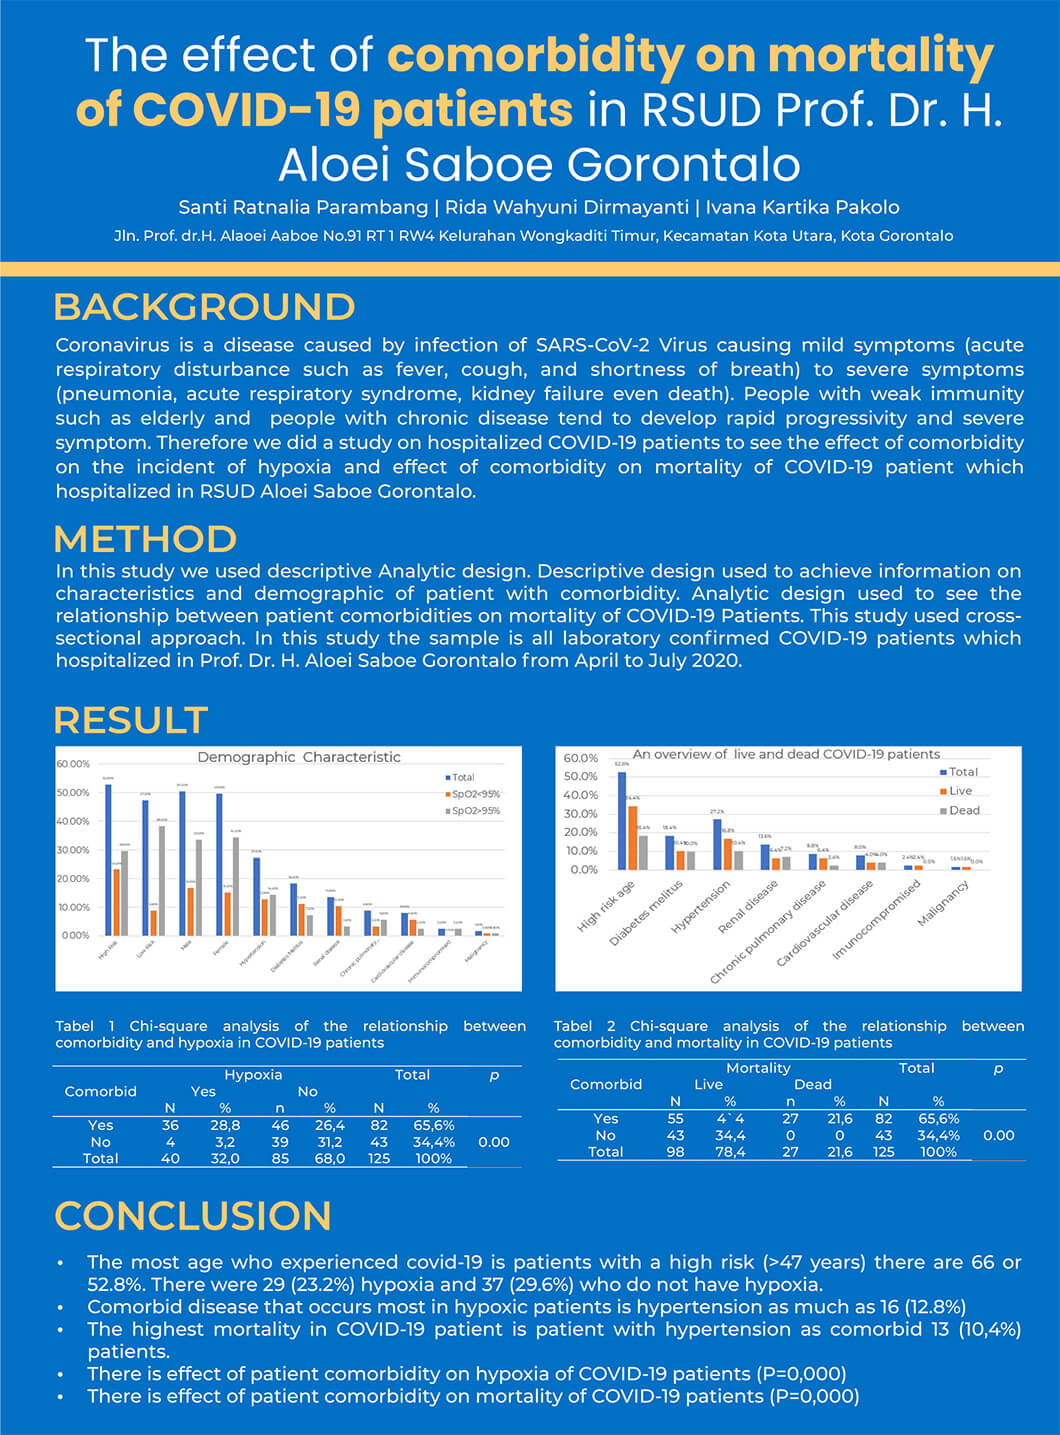 The effect of comorbidity on mortality
of COVID-19 patients in RSUD Prof. Dr. H.
Aloei Saboe Gorontalo
Santi Ratnalia Parambang | Rida Wahyuni Dirmayanti | Ivana Kartika Pakolo
Jln. Prof. dr.H. Alaoei Aaboe No.91 RT 1 RW4 Kelurahan Wongkaditi Timur, Kecamatan Kota Utara, Kota Gorontalo
BACKGROUND
Coronavirus is a disease caused by infection of SARS-CoV-2 Virus causing mild symptoms (acute
respiratory disturbance such as fever, cough, and shortness of breath) to severe symptoms
(pneumonia, acute respiratory syndrome, kidney failure even death). People with weak immunity
such as elderly and people with chronic disease tend to develop rapid progressivity and severe
symptom. Therefore we did a study on hospitalized COVID-19 patients to see the effect of comorbidity
on the incident of hypoxia and effect of comorbidity on mortality of COVID-19 patient which
hospitalized in RSUD Aloei Saboe Gorontalo.
METHOD
In this study we used descriptive Analytic design. Descriptive design used to achieve information on
characteristics and demographic of patient with comorbidity. Analytic design used to see the
relationship between patient comorbidities on mortality of COVID-19 Patients. This study used cross-
sectional approach. In this study the sample is all laboratory confirmed COVID-19 patients which
hospitalized in Prof. Dr. H. Aloei Saboe Gorontalo from April to July 2020.
RESULT
Demographic Characteristic
60.00%
50.00%
40.00%
30.00%
20.00%
10.00%
0.00%
Total
SpO2<95%
SpO2>95%
High Risk
Male
Female
Hypertension
Diabetes Melitus
Renal disease
Chronic pulmonary...
Cardiovascular disease
Immunocompromised
Malignancy
An overview of live and dead COVID-19 patients
60.0%
50.0%
40.0%
30.0%
20.0%
10.0%
0.0%
Total
Live
Dead
52.8%
18.4%
18.4%
10.4%
27.2%
16.8%
10.4%
13.6%
6.4%
7.2%
8.8%
6.4%
2.4%
8.0%
4.0%
4.0%
2.4%
2.4%
0.0%
1.6%
1.6%
0.0%
High risk age
Diabetes melitus
Hypertension
Renal disease
Chronic pulmonary disease
Cardiovascular disease
Imunocompromised
Malignancy
Tabel 1 Chi-square analysis of the relationship between
comorbidity and hypoxia in COVID-19 patients
Hypoxia Total p
Comorbid Yes No
N % n % N %
Yes 36 28,8 46 26,4 82 65,6%
No 4 3,2 39 31,2 43 34,4% 0.00
Total 40 32,0 85 68,0 125 100%
Tabel 2 Chi-square analysis of the relationship between
comorbidity and mortality in COVID-19 patients
Mortality Total p
Comorbid Live Dead
N % n % N %
Yes 55 4`4 27 21,6 82 65,6%
No 43 34,4 0 0 43 34,4% 0.00
Total 98 78,4 27 21,6 125 100%
CONCLUSION
• The most age who experienced covid-19 is patients with a high risk (>47 years) there are 66 or
52.8%. There were 29 (23.2%) hypoxia and 37 (29.6%) who do not have hypoxia.
• Comorbid disease that occurs most in hypoxic patients is hypertension as much as 16 (12.8%)
• The highest mortality in COVID-19 patient is patient with hypertension as comorbid 13 (10,4%)
patients.
• There is effect of patient comorbidity on hypoxia of COVID-19 patients (P=0,000)
• There is effect of patient comorbidity on mortality of COVID-19 patients (P=0,000)